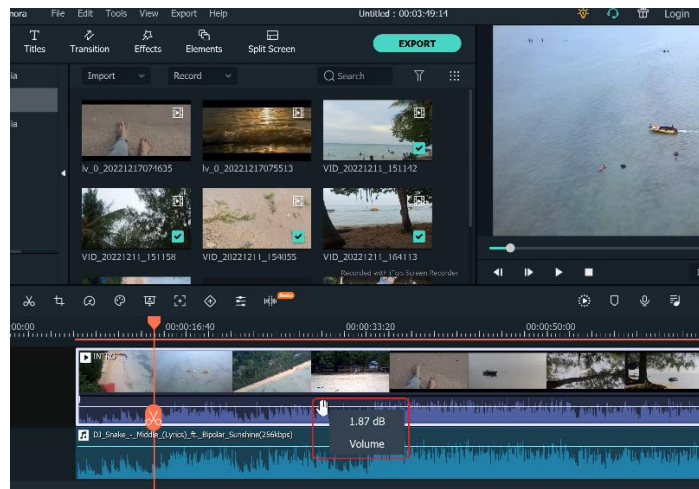 nora File Edit Tools View Export Help Untitled : 00:03:49:14 Login
Titles Transition Effects Elements Split Screen EXPORT
Import Record Search
lv_0_20221217074635 lv_0_20221217075513 VID_20221211_151142
VID_20221211_151158 VID_20221211_154055 VID_20221211_164113
Recorded with iTop Screen Recorder
Beta
00:00 00:00:16:40 00:00:33:20 00:00:50:00
INTRO
1.87 dB
Volume
DJ_Snake_-_Middle_(Lyrics)_ft._Bipolar_Sunshine(256kbps)